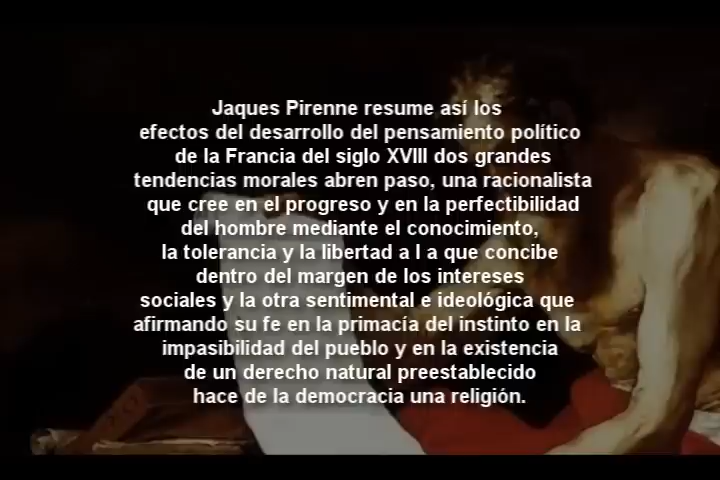 Jaques Pirenne resume así los
efectos del desarrollo del pensamiento político
de la Francia del siglo XVIII dos grandes
tendencias morales abren paso, una racionalista
que cree en el progreso y en la perfectibilidad
del hombre mediante el conocimiento,
la tolerancia y la libertad a l a que concibe
dentro del margen de los intereses
sociales y la otra sentimental e ideológica que
afirmando su fe en la primacía del instinto en la
impasibilidad del pueblo y en la existencia
de un derecho natural preestablecido
hace de la democracia una religión.